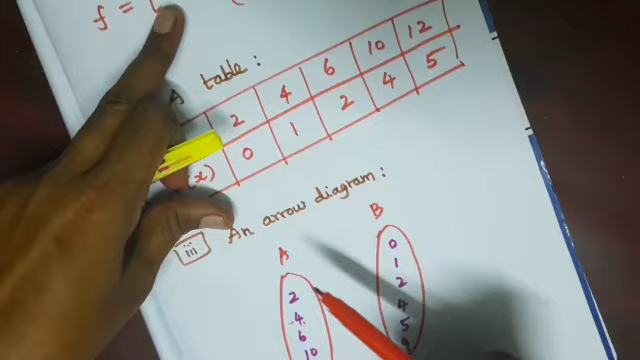 f =
A table:
2 4 6 10 12
(x) 0 1 2 4 5
iii An arrow diagram:
A B
2 0
4 1
6 2
10 4
5
9